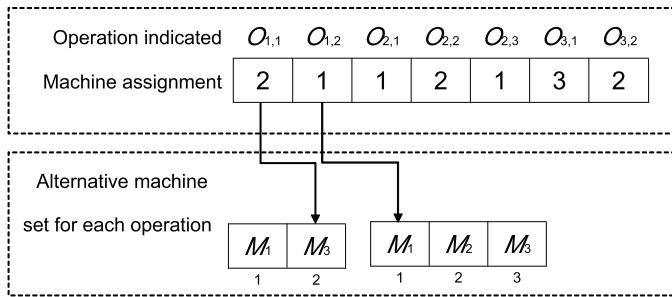 Operation indicated O1,1 O1,2 O2,1 O2,2 O2,3 O3,1 O3,2
Machine assignment 2 1 1 2 1 3 2
Alternative machine
set for each operation
M1 M3 M1 M2 M3
1 2 1 2 3